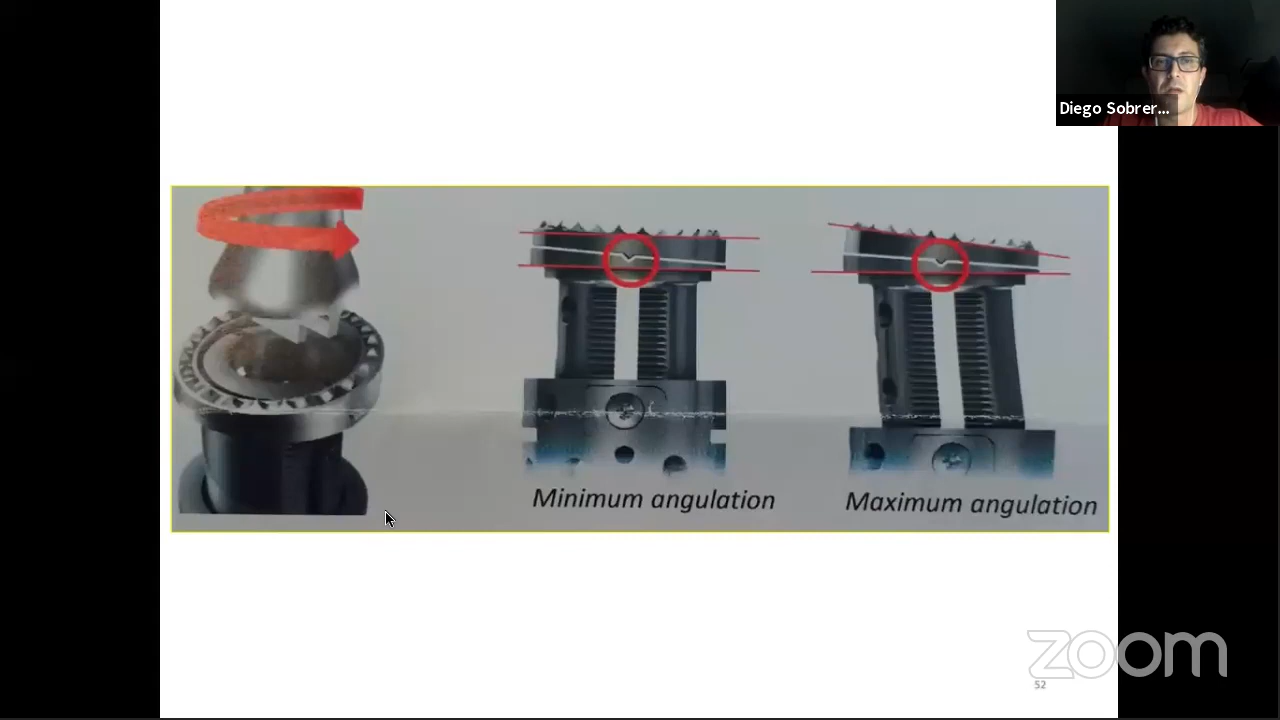 Diego Sobrer...
Minimum angulation
Maximum angulation
zoom
52